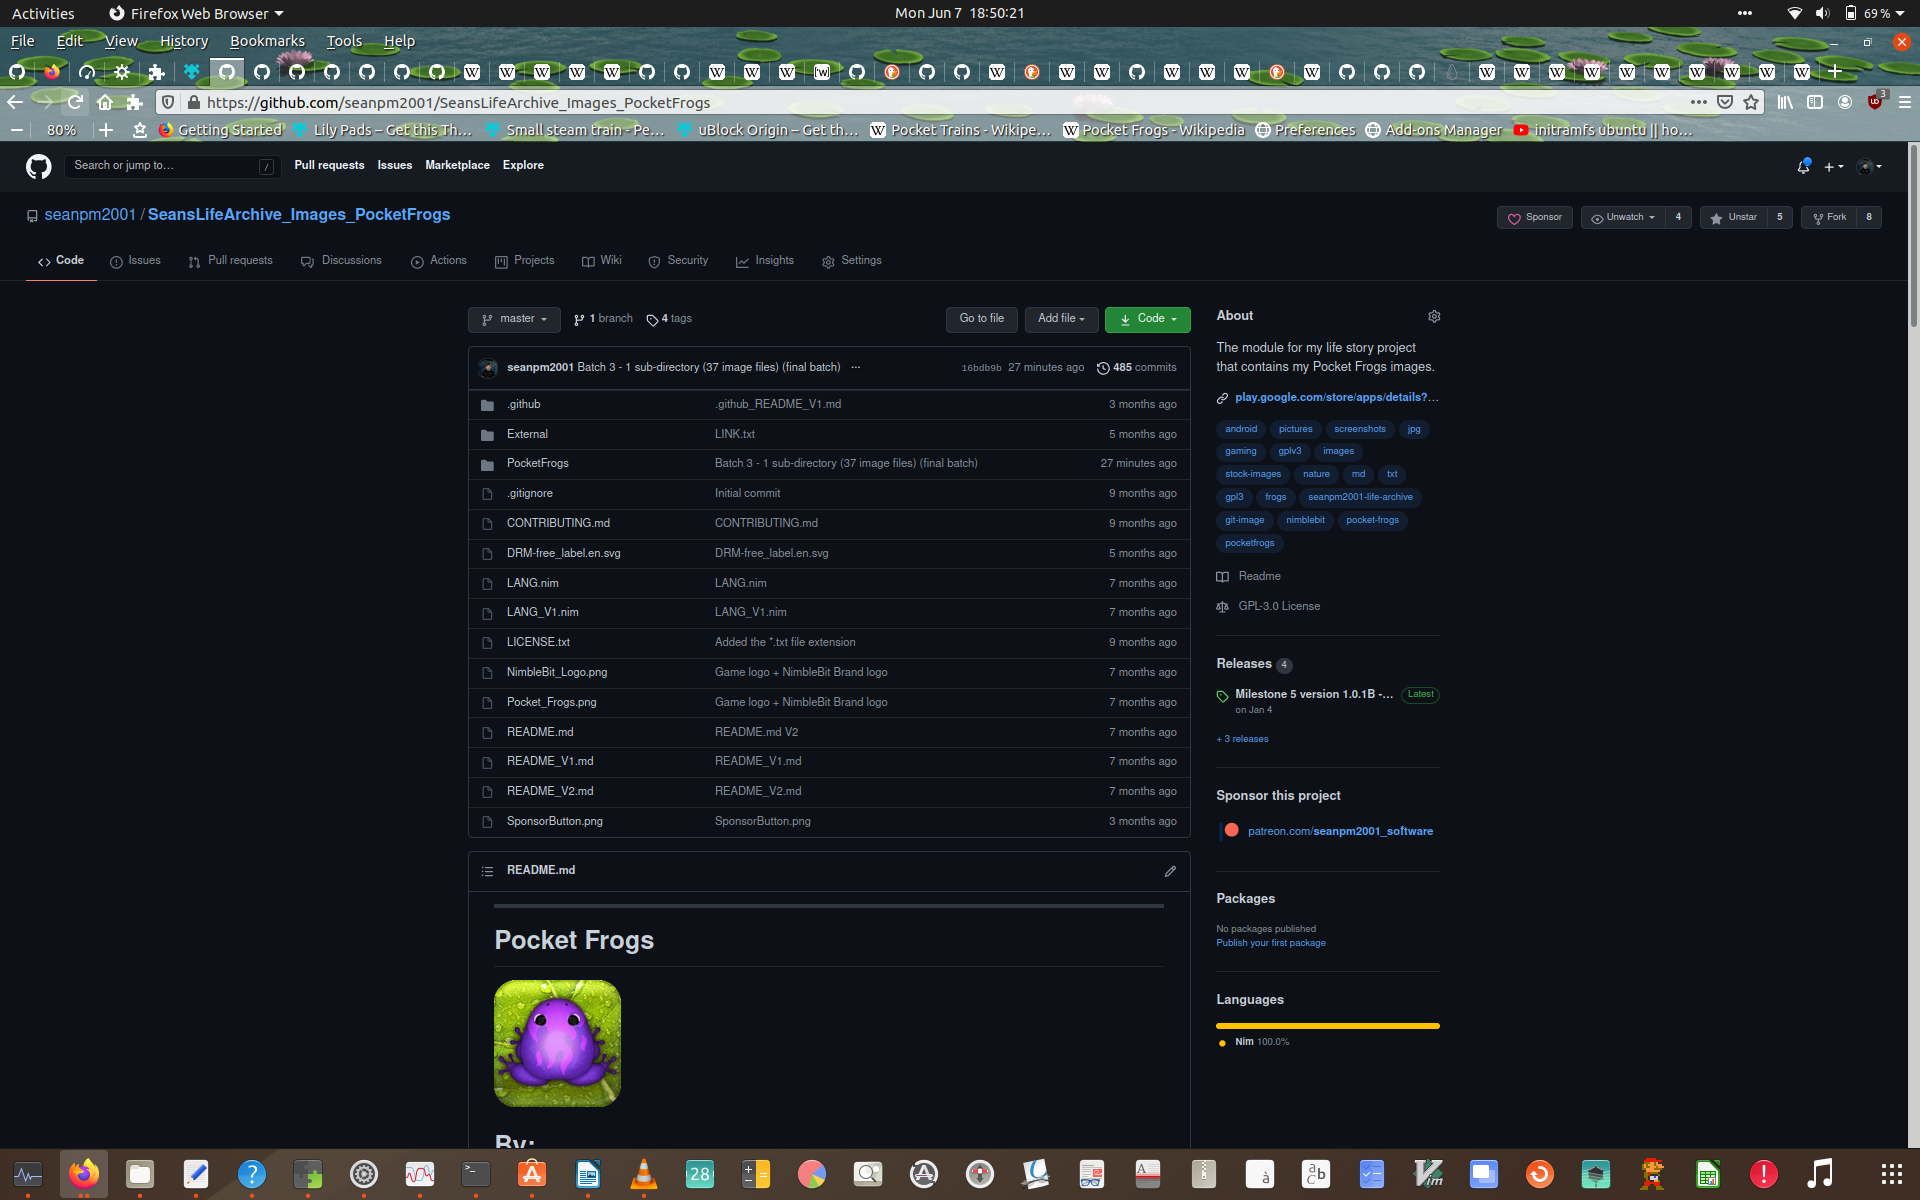 Activities
Firefox Web Browser
Mon Jun 7 18:50:21
69 %
File Edit View History Bookmarks Tools Help
https://github.com/seanpm2001/SeansLifeArchive_Images_PocketFrogs
3
80%
Getting Started
Lily Pads – Get this Th…
Small steam train - Pe…
uBlock Origin – Get th…
Pocket Trains - Wikipe…
Pocket Frogs - Wikipedia
Preferences
Add-ons Manager
initramfs ubuntu || ho…
Search or jump to… /
Pull requests Issues Marketplace Explore
seanpm2001 / SeansLifeArchive_Images_PocketFrogs
Sponsor
Unwatch 4
Unstar 5
Fork 8
Code Issues Pull requests Discussions Actions Projects Wiki Security Insights Settings
master 1 branch 4 tags
Go to file Add file Code
seanpm2001 Batch 3 - 1 sub-directory (37 image files) (final batch) ··· 16bdb9b 27 minutes ago 485 commits
.github .github_README_V1.md 3 months ago
External LINK.txt 5 months ago
PocketFrogs Batch 3 - 1 sub-directory (37 image files) (final batch) 27 minutes ago
.gitignore Initial commit 9 months ago
CONTRIBUTING.md CONTRIBUTING.md 9 months ago
DRM-free_label.en.svg DRM-free_label.en.svg 5 months ago
LANG.nim LANG.nim 7 months ago
LANG_V1.nim LANG_V1.nim 7 months ago
LICENSE.txt Added the *.txt file extension 9 months ago
NimbleBit_Logo.png Game logo + NimbleBit Brand logo 7 months ago
Pocket_Frogs.png Game logo + NimbleBit Brand logo 7 months ago
README.md README.md V2 7 months ago
README_V1.md README_V1.md 7 months ago
README_V2.md README_V2.md 7 months ago
SponsorButton.png SponsorButton.png 3 months ago
README.md
Pocket Frogs
By:
About
The module for my life story project
that contains my Pocket Frogs images.
play.google.com/store/apps/details?…
android pictures screenshots jpg
gaming gplv3 images
stock-images nature md txt
gpl3 frogs seanpm2001-life-archive
git-image nimblebit pocket-frogs
pocketfrogs
Readme
GPL-3.0 License
Releases 4
Milestone 5 version 1.0.1B -… Latest
on Jan 4
+ 3 releases
Sponsor this project
patreon.com/seanpm2001_software
Packages
No packages published
Publish your first package
Languages
Nim 100.0%
28